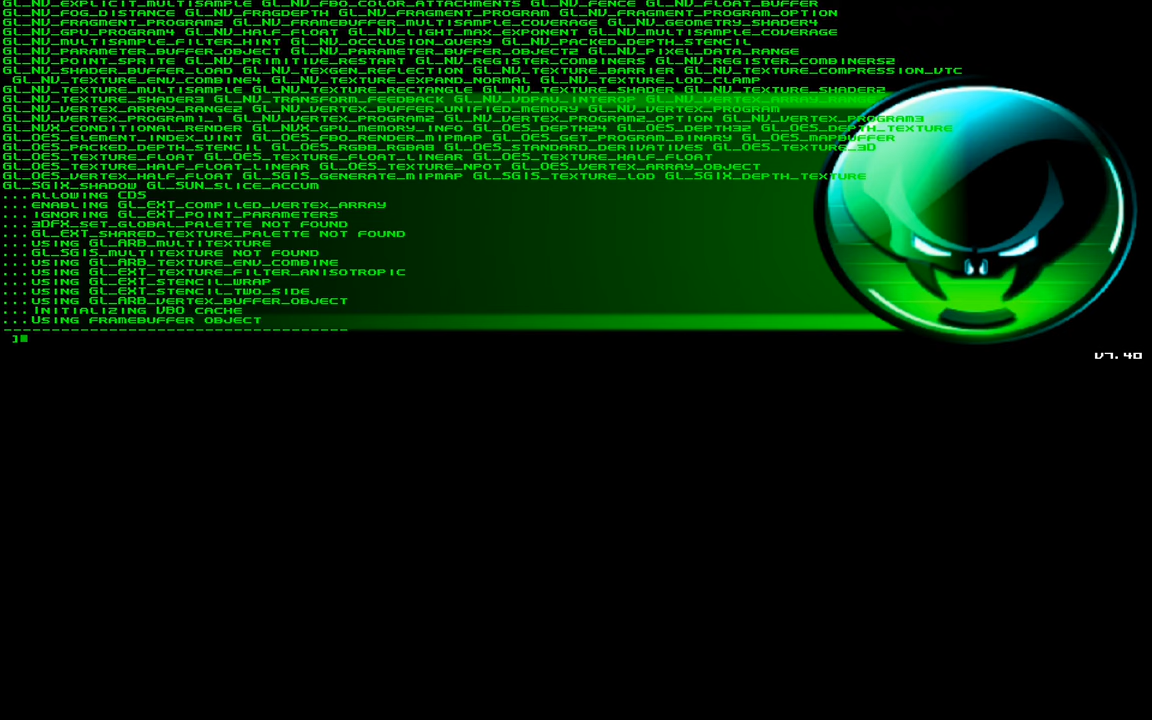 GL_NV_EXPLICIT_MULTISAMPLE GL_NV_FBO_COLOR_ATTACHMENTS GL_NV_FENCE GL_NV_FLOAT_BUFFER
GL_NV_FOG_DISTANCE GL_NV_FRAGDEPTH GL_NV_FRAGMENT_PROGRAM GL_NV_FRAGMENT_PROGRAM_OPTION
GL_NV_FRAGMENT_PROGRAM2 GL_NV_FRAMEBUFFER_MULTISAMPLE_COVERAGE GL_NV_GEOMETRY_SHADER4
GL_NV_GPU_PROGRAM4 GL_NV_HALF_FLOAT GL_NV_LIGHT_MAX_EXPONENT GL_NV_MULTISAMPLE_COVERAGE
GL_NV_MULTISAMPLE_FILTER_HINT GL_NV_OCCLUSION_QUERY GL_NV_PACKED_DEPTH_STENCIL
GL_NV_PARAMETER_BUFFER_OBJECT GL_NV_PARAMETER_BUFFER_OBJECT2 GL_NV_PIXEL_DATA_RANGE
GL_NV_POINT_SPRITE GL_NV_PRIMITIVE_RESTART GL_NV_REGISTER_COMBINERS GL_NV_REGISTER_COMBINERS2
GL_NV_SHADER_BUFFER_LOAD GL_NV_TEXGEN_REFLECTION GL_NV_TEXTURE_BARRIER GL_NV_TEXTURE_COMPRESSION_VTC
GL_NV_TEXTURE_ENV_COMBINE4 GL_NV_TEXTURE_EXPAND_NORMAL GL_NV_TEXTURE_LOD_CLAMP
GL_NV_TEXTURE_MULTISAMPLE GL_NV_TEXTURE_RECTANGLE GL_NV_TEXTURE_SHADER GL_NV_TEXTURE_SHADER2
GL_NV_TEXTURE_SHADER3 GL_NV_TRANSFORM_FEEDBACK GL_NV_VDPAU_INTEROP GL_NV_VERTEX_ARRAY_RANGE
GL_NV_VERTEX_ARRAY_RANGE2 GL_NV_VERTEX_BUFFER_UNIFIED_MEMORY GL_NV_VERTEX_PROGRAM
GL_NV_VERTEX_PROGRAM1_1 GL_NV_VERTEX_PROGRAM2 GL_NV_VERTEX_PROGRAM2_OPTION GL_NV_VERTEX_PROGRAM3
GL_NVX_CONDITIONAL_RENDER GL_NVX_GPU_MEMORY_INFO GL_OES_DEPTH24 GL_OES_DEPTH32 GL_OES_DEPTH_TEXTURE
GL_OES_ELEMENT_INDEX_UINT GL_OES_FBO_RENDER_MIPMAP GL_OES_GET_PROGRAM_BINARY GL_OES_MAPBUFFER
GL_OES_PACKED_DEPTH_STENCIL GL_OES_RGB8_RGBA8 GL_OES_STANDARD_DERIVATIVES GL_OES_TEXTURE_3D
GL_OES_TEXTURE_FLOAT GL_OES_TEXTURE_FLOAT_LINEAR GL_OES_TEXTURE_HALF_FLOAT
GL_OES_TEXTURE_HALF_FLOAT_LINEAR GL_OES_TEXTURE_NPOT GL_OES_VERTEX_ARRAY_OBJECT
GL_OES_VERTEX_HALF_FLOAT GL_SGIS_GENERATE_MIPMAP GL_SGIS_TEXTURE_LOD GL_SGIX_DEPTH_TEXTURE
GL_SGIX_SHADOW GL_SUN_SLICE_ACCUM
...ALLOWING CDS
...ENABLING GL_EXT_COMPILED_VERTEX_ARRAY
...IGNORING GL_EXT_POINT_PARAMETERS
...3DFX_SET_GLOBAL_PALETTE NOT FOUND
...GL_EXT_SHARED_TEXTURE_PALETTE NOT FOUND
...USING GL_ARB_MULTITEXTURE
...GL_SGIS_MULTITEXTURE NOT FOUND
...USING GL_ARB_TEXTURE_ENV_COMBINE
...USING GL_EXT_TEXTURE_FILTER_ANISOTROPIC
...USING GL_EXT_STENCIL_WRAP
...USING GL_EXT_STENCIL_TWO_SIDE
...USING GL_ARB_VERTEX_BUFFER_OBJECT
...INITIALIZING VBO CACHE
...USING FRAMEBUFFER OBJECT
------------------------------------
]
V7.40